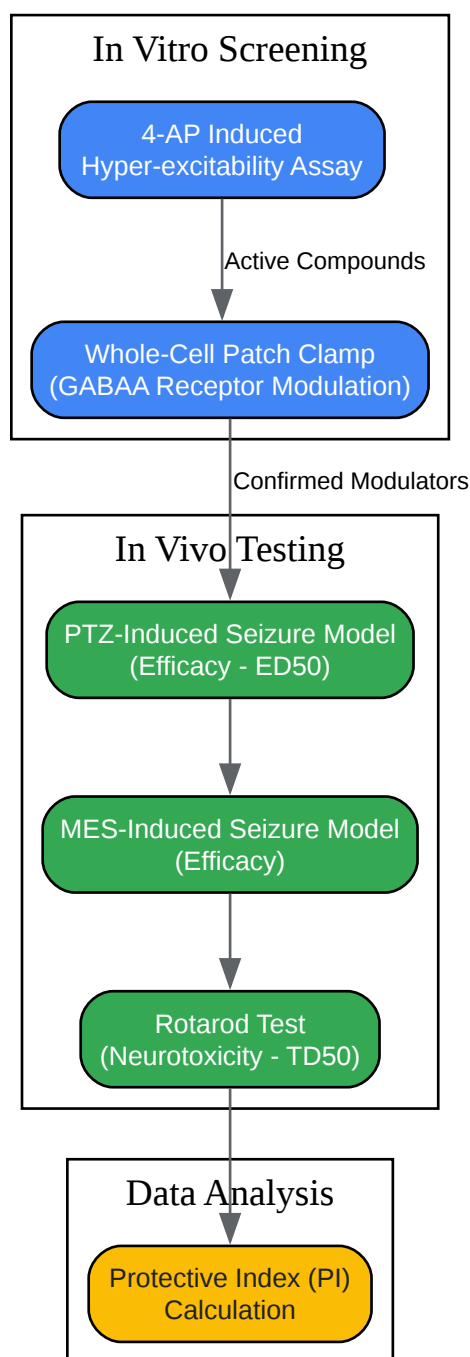 In Vitro Screening
4-AP Induced
Hyper-excitability Assay
Active Compounds
Whole-Cell Patch Clamp
(GABAA Receptor Modulation)
Confirmed Modulators
In Vivo Testing
PTZ-Induced Seizure Model
(Efficacy - ED50)
MES-Induced Seizure Model
(Efficacy)
Rotarod Test
(Neurotoxicity - TD50)
Data Analysis
Protective Index (PI)
Calculation